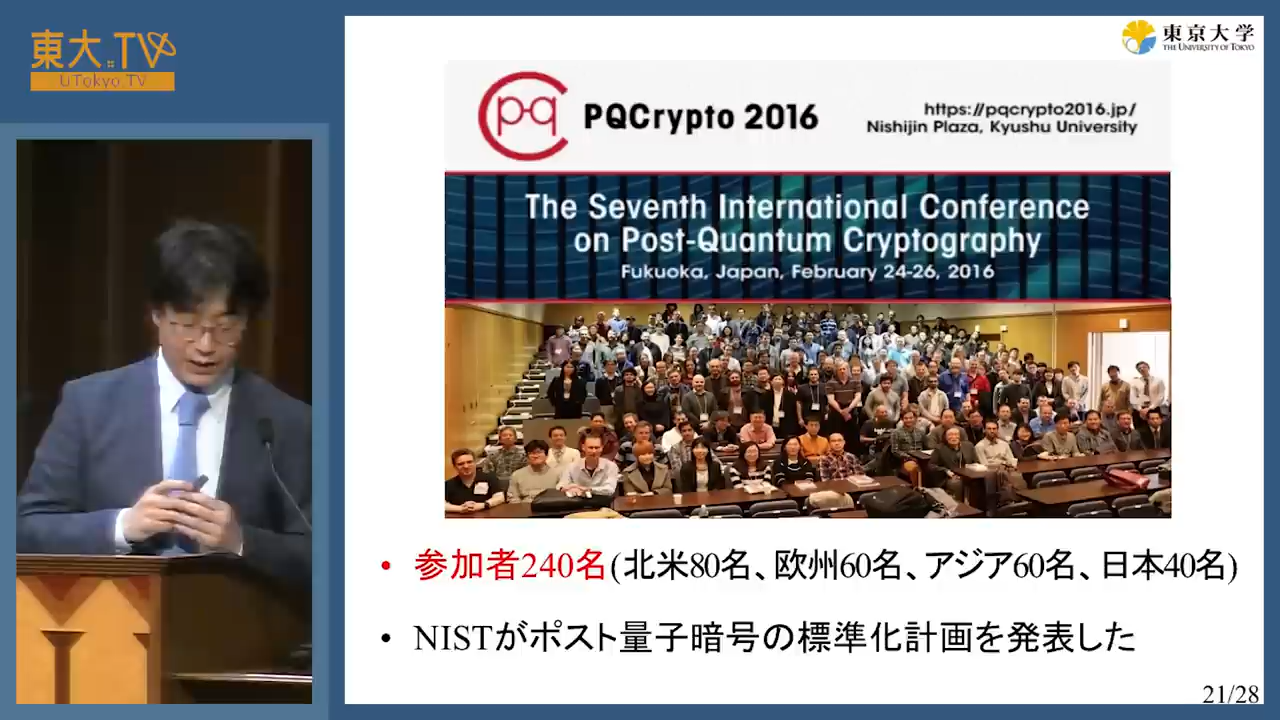 東大.TV
UTokyo.TV
東京大学
THE UNIVERSITY OF TOKYO
pq
PQCrypto 2016
https://pqcrypto2016.jp/
Nishijin Plaza, Kyushu University
The Seventh International Conference
on Post-Quantum Cryptography
Fukuoka, Japan, February 24-26, 2016
• 参加者240名(北米80名、欧州60名、アジア60名、日本40名)
• NISTがポスト量子暗号の標準化計画を発表した
21/28